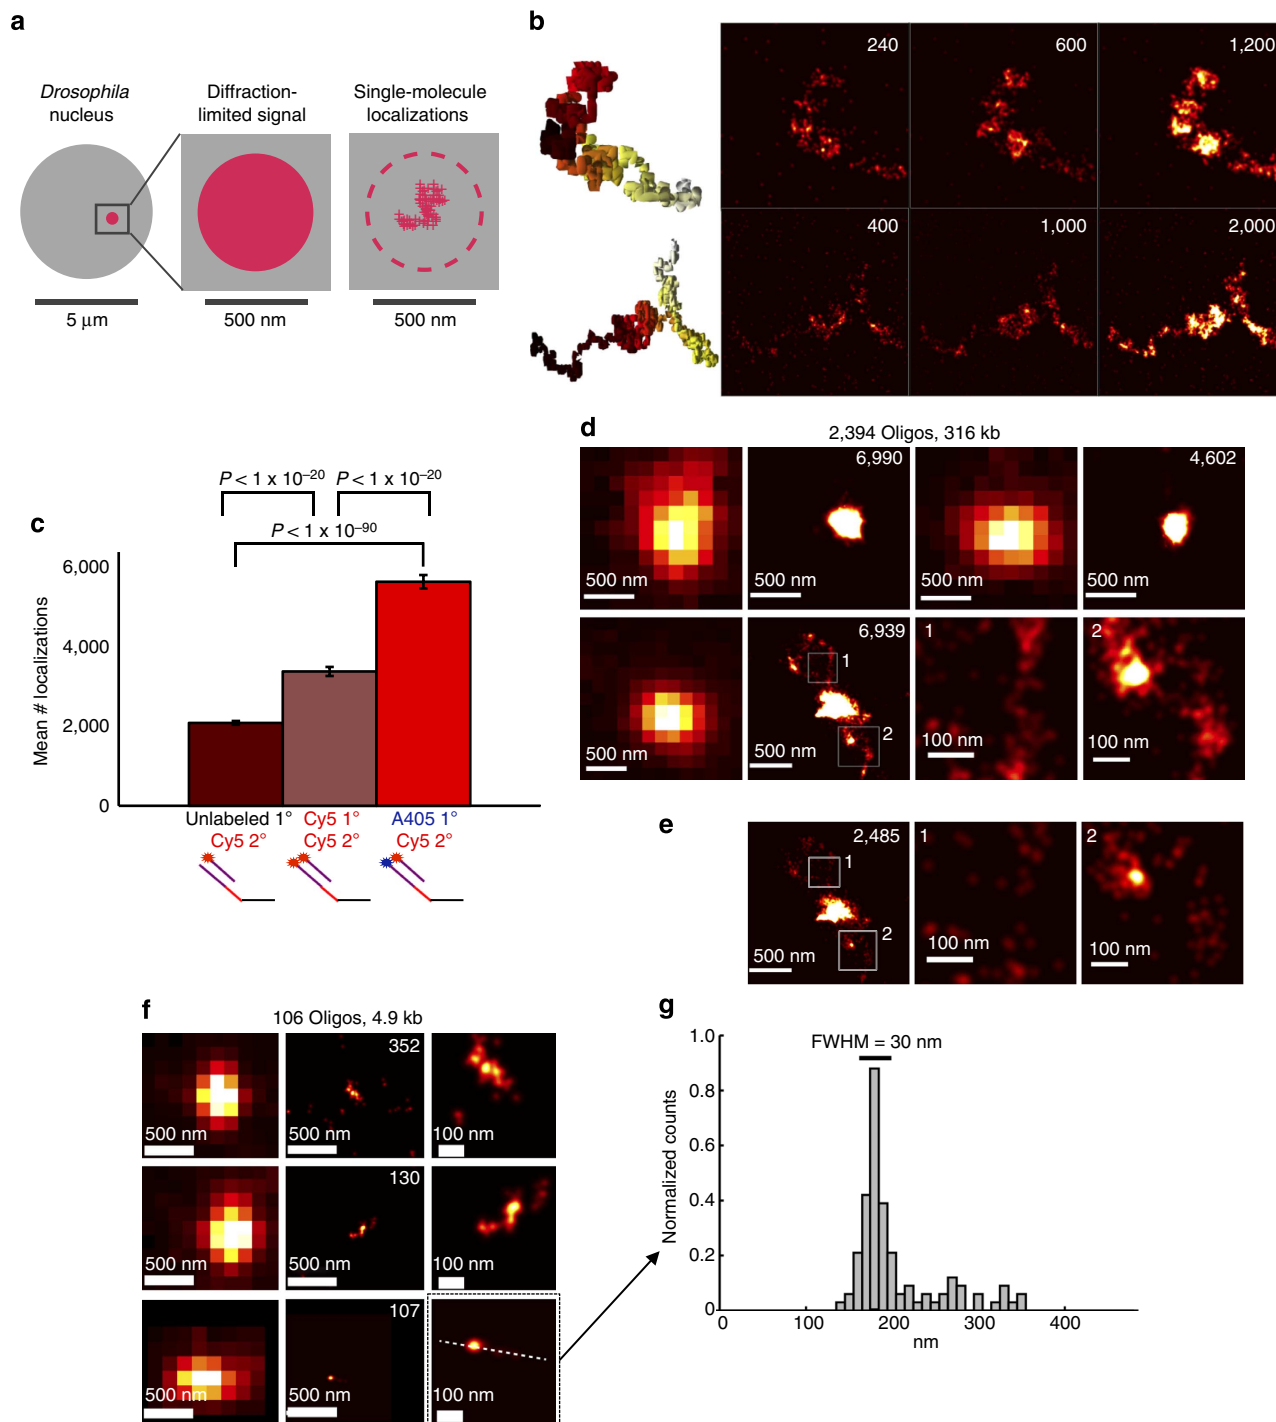 a
Drosophila
nucleus
Diffraction-
limited signal
Single-molecule
localizations
5 μm
500 nm
500 nm
b
240
600
1,200
400
1,000
2,000
c
P < 1 x 10⁻²⁰
P < 1 x 10⁻²⁰
P < 1 x 10⁻⁹⁰
Mean # localizations
6,000
4,000
2,000
0
Unlabeled 1°
Cy5 2°
Cy5 1°
Cy5 2°
A405 1°
Cy5 2°
d
2,394 Oligos, 316 kb
500 nm
6,990
500 nm
500 nm
4,602
500 nm
500 nm
6,939
1
2
500 nm
1
100 nm
2
100 nm
e
2,485
1
2
500 nm
1
100 nm
2
100 nm
f
106 Oligos, 4.9 kb
500 nm
352
500 nm
100 nm
500 nm
130
500 nm
100 nm
500 nm
107
500 nm
100 nm
g
FWHM = 30 nm
Normalized counts
1.0
0.8
0.6
0.4
0.2
0
0
100
200
300
400
nm